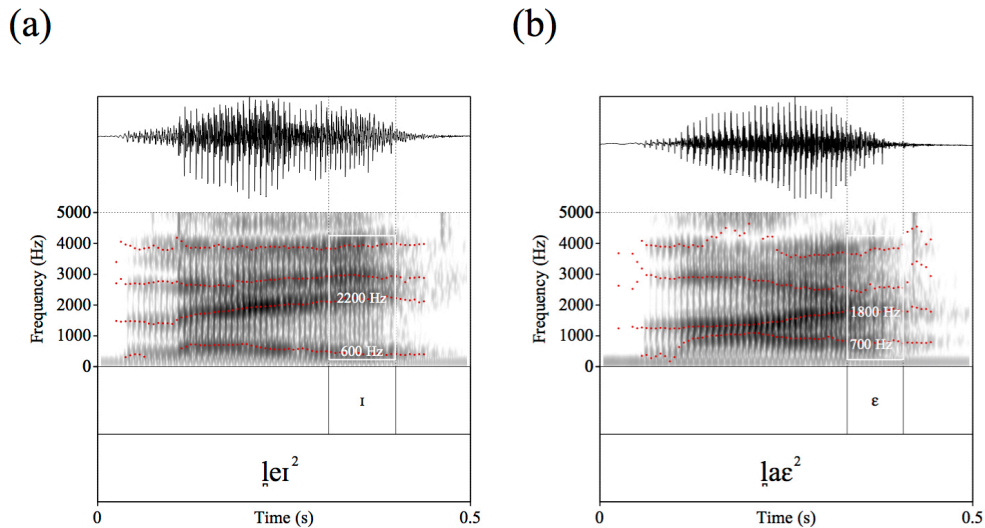 (a)
(b)
5000
4000
3000
2000
1000
0
Frequency (Hz)
2200 Hz
600 Hz
ɪ
l̪eɪ²
0
Time (s)
0.5
5000
4000
3000
2000
1000
0
Frequency (Hz)
1800 Hz
700 Hz
ɛ
l̪aɛ²
0
Time (s)
0.5